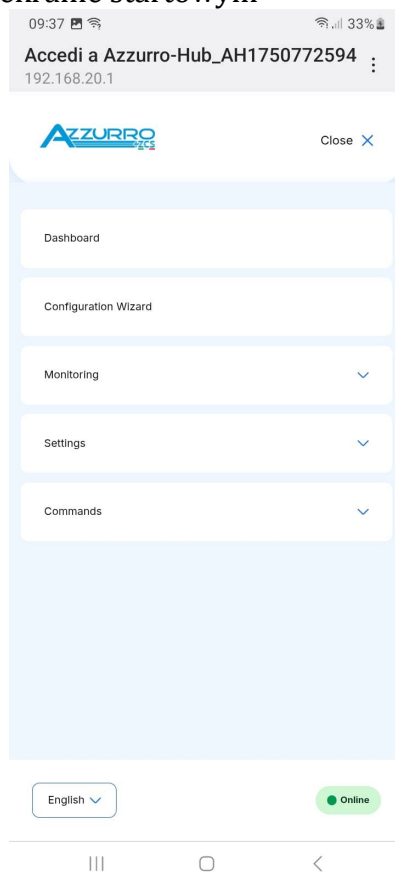 09:37 33%
Accedi a Azzurro-Hub_AH1750772594
192.168.20.1
AZZURRO
ZCS
Close
Dashboard
Configuration Wizard
Monitoring
Settings
Commands
English
Online